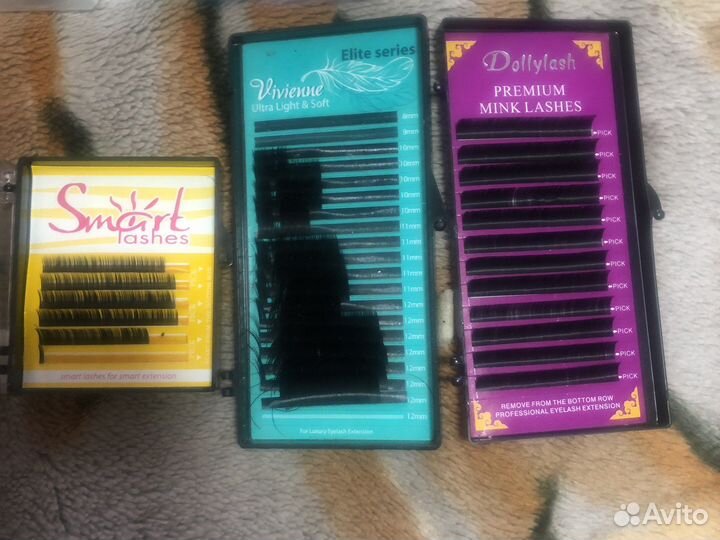 Smart
lashes
smart lashes for smart extension
Elite series
Vivienne
Ultra Light & Soft
8mm
9mm
10mm
10mm
10mm
10mm
10mm
11mm
11mm
11mm
11mm
11mm
12mm
12mm
12mm
12mm
12mm
12mm
12mm
12mm
For Luxury Eyelash Extension
Dollylash
PREMIUM
MINK LASHES
PICK
PICK
PICK
PICK
PICK
PICK
PICK
PICK
PICK
PICK
PICK
PICK
REMOVE FROM THE BOTTOM ROW
PROFESSIONAL EYELASH EXTENSION
Avito